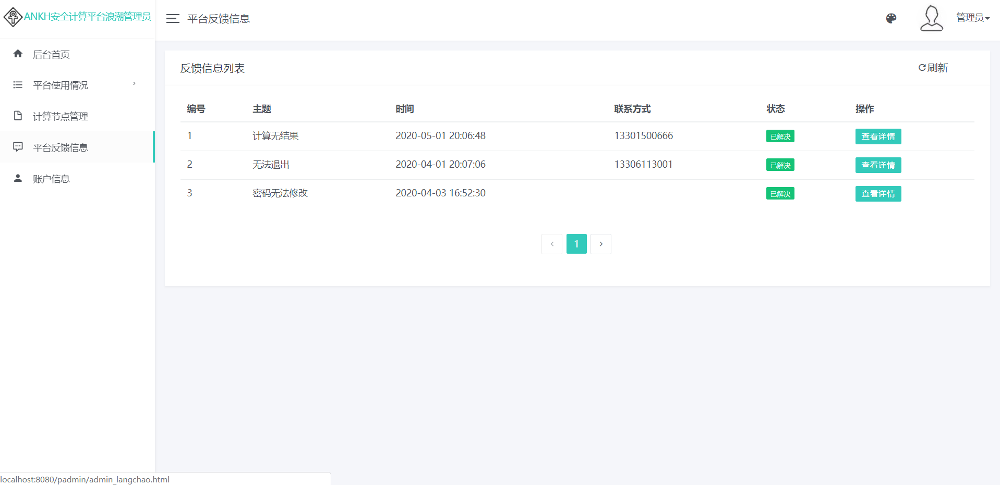 ANKH安全计算平台浪潮管理员
平台反馈信息
管理员
后台首页
平台使用情况
计算节点管理
平台反馈信息
账户信息
反馈信息列表
刷新
编号 主题 时间 联系方式 状态 操作
1 计算无结果 2020-05-01 20:06:48 13301500666 已解决 查看详情
2 无法退出 2020-04-01 20:07:06 13306113001 已解决 查看详情
3 密码无法修改 2020-04-03 16:52:30 已解决 查看详情
1
localhost:8080/padmin/admin_langchao.html